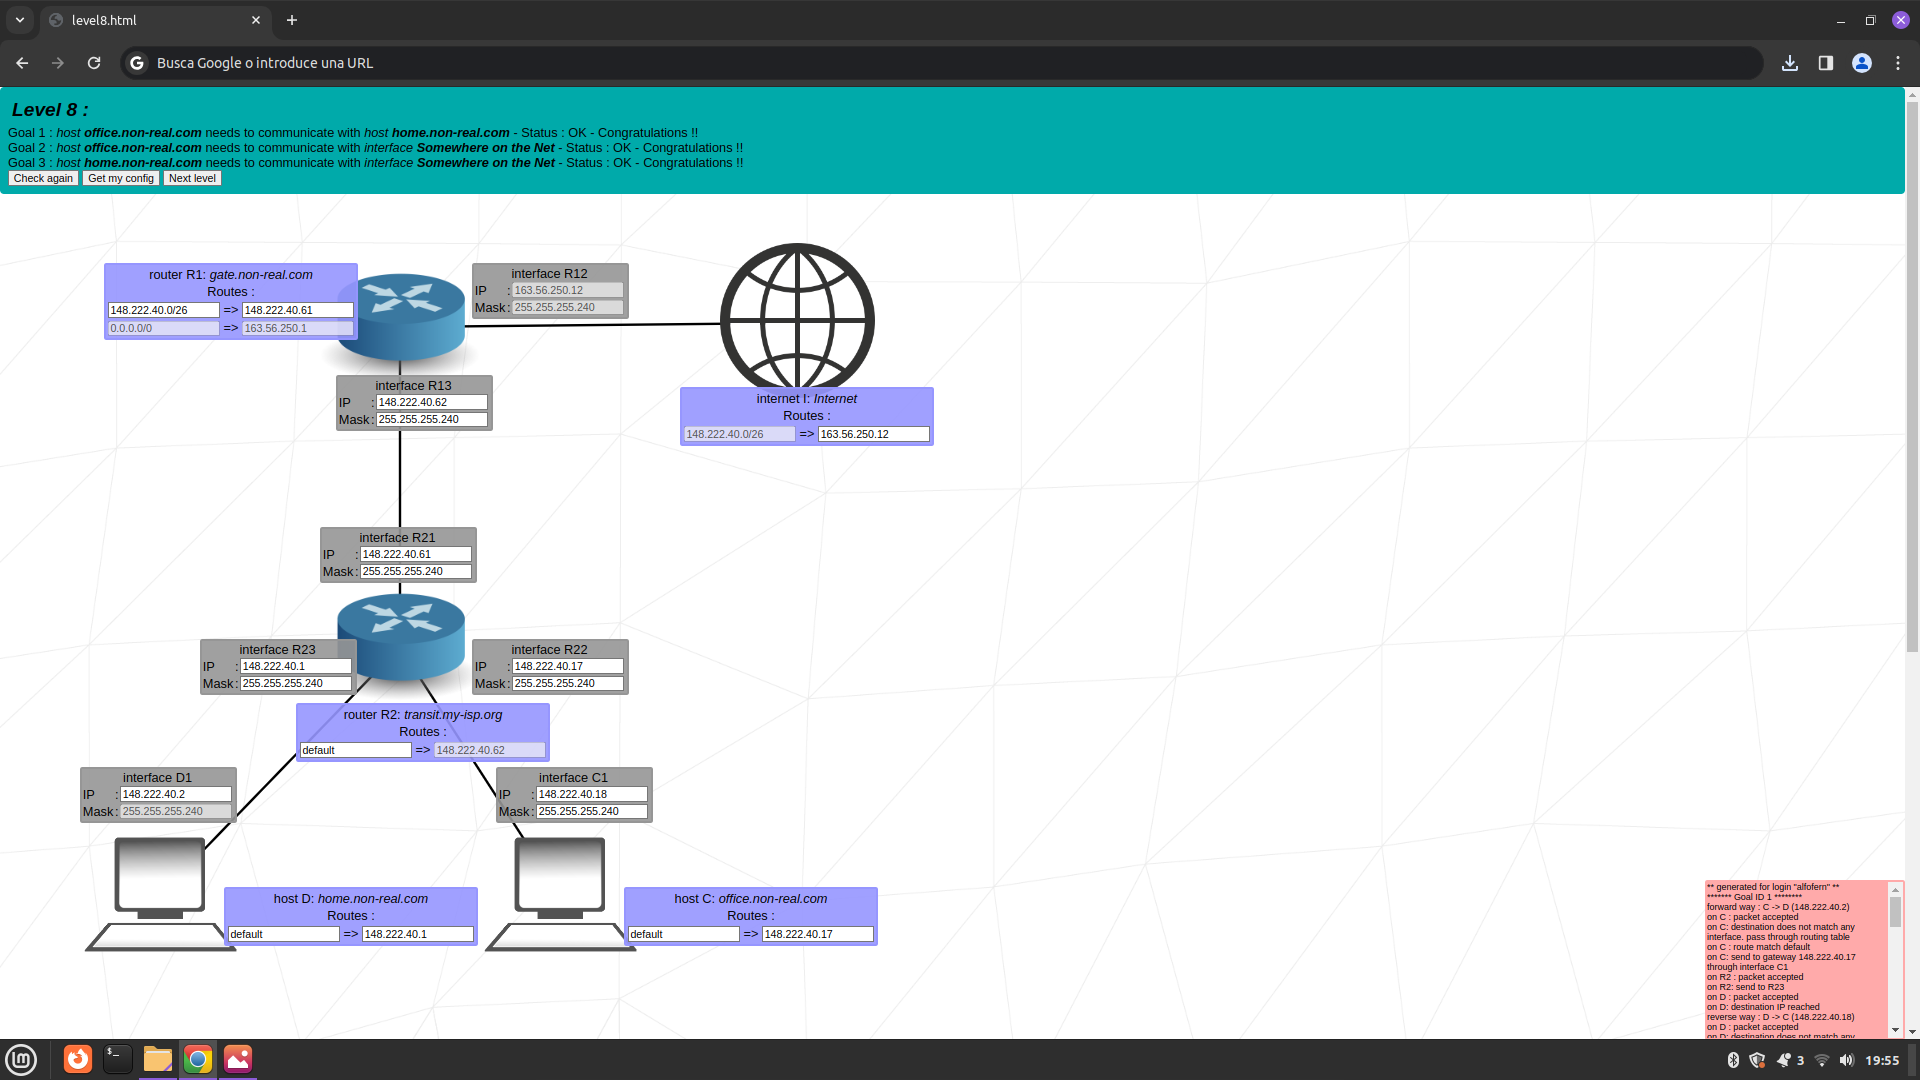 level8.html
Busca Google o introduce una URL
Level 8 :
Goal 1 : host office.non-real.com needs to communicate with host home.non-real.com - Status : OK - Congratulations !!
Goal 2 : host office.non-real.com needs to communicate with interface Somewhere on the Net - Status : OK - Congratulations !!
Goal 3 : host home.non-real.com needs to communicate with interface Somewhere on the Net - Status : OK - Congratulations !!
Check again Get my config Next level
router R1: gate.non-real.com
Routes :
148.222.40.0/26 => 148.222.40.61
0.0.0.0/0 => 163.56.250.1
interface R12
IP : 163.56.250.12
Mask : 255.255.255.240
interface R13
IP : 148.222.40.62
Mask : 255.255.255.240
internet I: Internet
Routes :
148.222.40.0/26 => 163.56.250.12
interface R21
IP : 148.222.40.61
Mask : 255.255.255.240
interface R23
IP : 148.222.40.1
Mask : 255.255.255.240
interface R22
IP : 148.222.40.17
Mask : 255.255.255.240
router R2: transit.my-isp.org
Routes :
default => 148.222.40.62
interface D1
IP : 148.222.40.2
Mask : 255.255.255.240
interface C1
IP : 148.222.40.18
Mask : 255.255.255.240
host D: home.non-real.com
Routes :
default => 148.222.40.1
host C: office.non-real.com
Routes :
default => 148.222.40.17
** generated for login "alfofern" **
******* Goal ID 1 ********
forward way : C -> D (148.222.40.2)
on C : packet accepted
on C: destination does not match any
interface. pass through routing table
on C : route match default
on C: send to gateway 148.222.40.17
through interface C1
on R2 : packet accepted
on R2: send to R23
on D : packet accepted
on D: destination IP reached
reverse way : D -> C (148.222.40.18)
on D : packet accepted
on D: destination does not match any
3 19:55